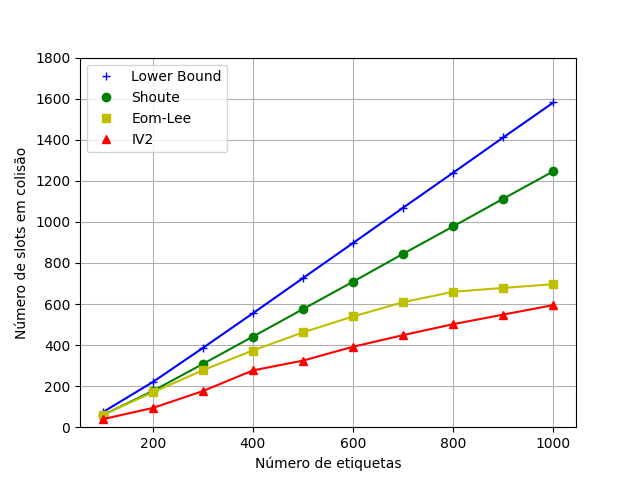 1800
1600
1400
1200
1000
800
600
400
200
0
Número de slots em colisão
Lower Bound
Shoute
Eom-Lee
IV2
200 400 600 800 1000
Número de etiquetas